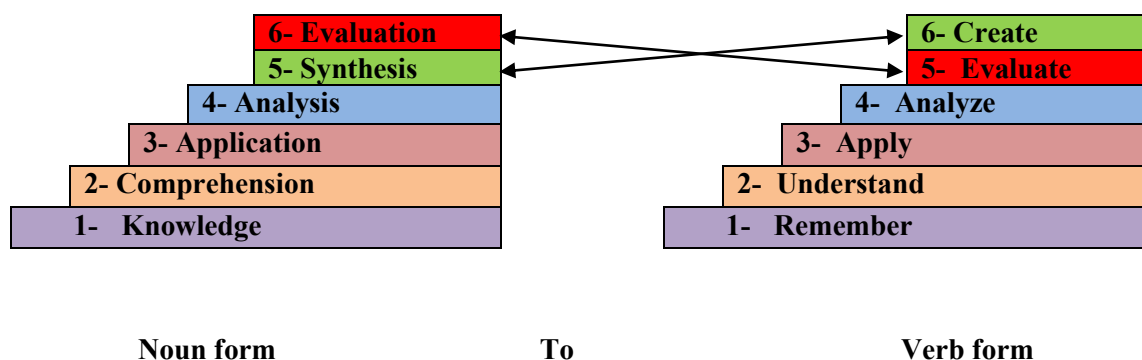 6- Evaluation
5- Synthesis
4- Analysis
3- Application
2- Comprehension
1- Knowledge
6- Create
5- Evaluate
4- Analyze
3- Apply
2- Understand
1- Remember
Noun form To Verb form